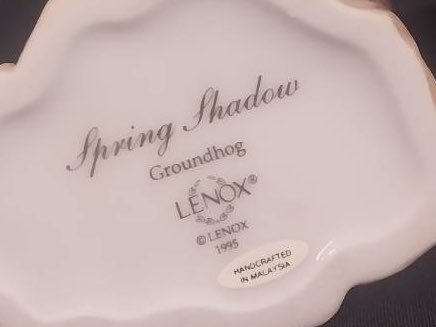 Spring Shadow
Groundhog
LENOX®
© LENOX
1995
HANDCRAFTED
IN MALAYSIA